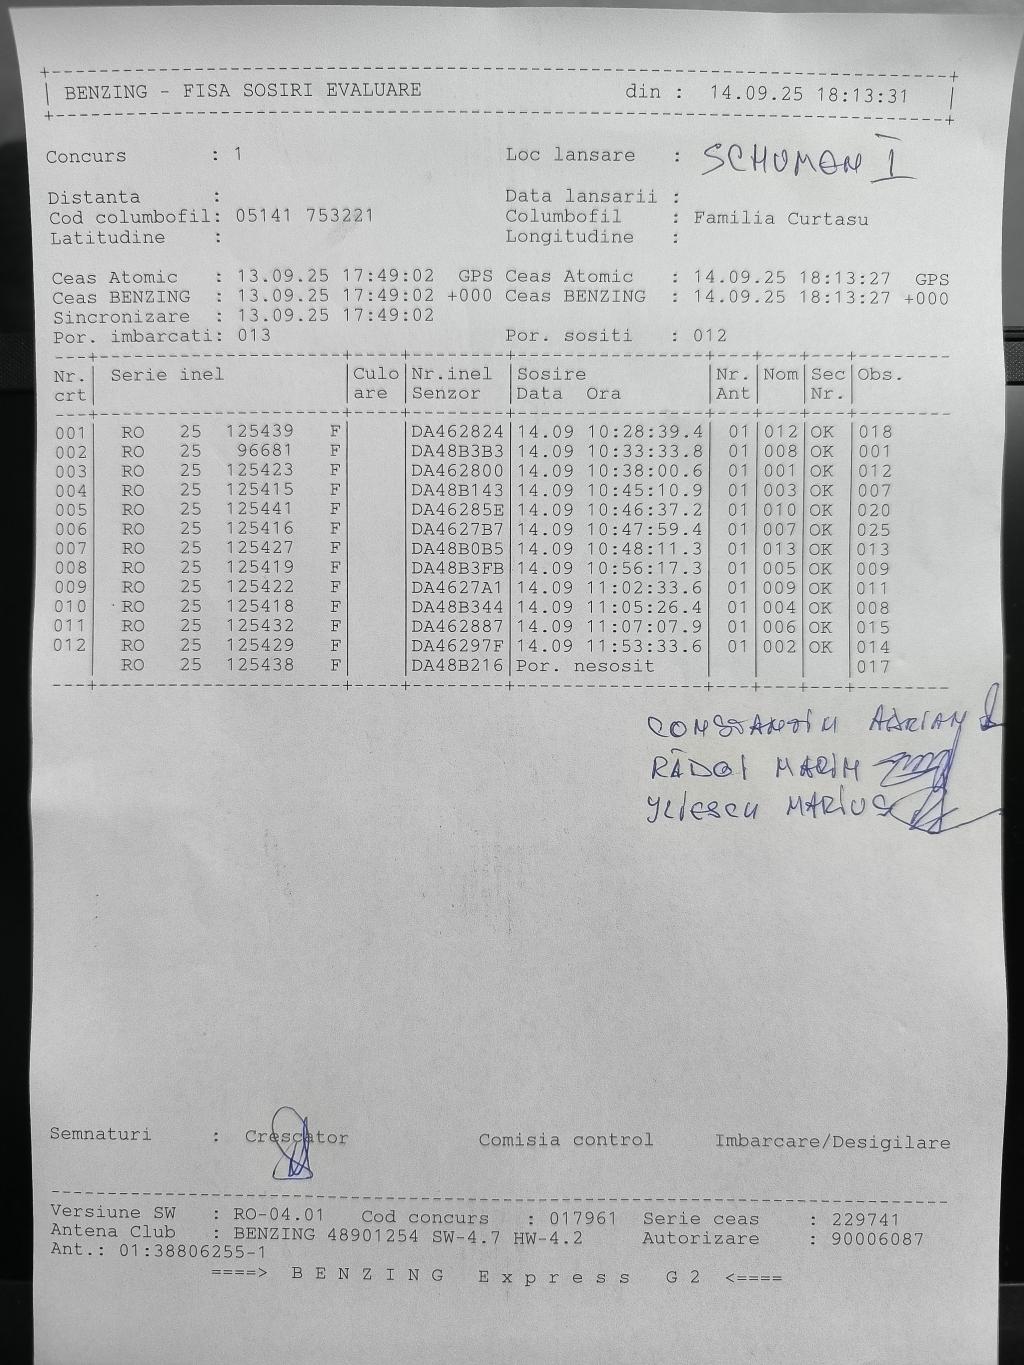 BENZING - FISA SOSIRI EVALUARE din : 14.09.25 18:13:31
Concurs : 1 Loc lansare : SCHUMAN I
Distanta : Data lansarii :
Cod columbofil: 05141 753221 Columbofil : Familia Curtasu
Latitudine : Longitudine :
Ceas Atomic : 13.09.25 17:49:02 GPS Ceas Atomic : 14.09.25 18:13:27 GPS
Ceas BENZING : 13.09.25 17:49:02 +000 Ceas BENZING : 14.09.25 18:13:27 +000
Sincronizare : 13.09.25 17:49:02
Por. imbarcati: 013 Por. sositi : 012
Nr. Serie inel Culo Nr.inel Sosire Nr. Nom Sec Obs.
crt are Senzor Data Ora Ant Nr.
001 RO 25 125439 F DA462824 14.09 10:28:39.4 01 012 OK 018
002 RO 25 96681 F DA48B3B3 14.09 10:33:33.8 01 008 OK 001
003 RO 25 125423 F DA462800 14.09 10:38:00.6 01 001 OK 012
004 RO 25 125415 F DA48B143 14.09 10:45:10.9 01 003 OK 007
005 RO 25 125441 F DA46285E 14.09 10:46:37.2 01 010 OK 020
006 RO 25 125416 F DA4627B7 14.09 10:47:59.4 01 007 OK 025
007 RO 25 125427 F DA48B0B5 14.09 10:48:11.3 01 013 OK 013
008 RO 25 125419 F DA48B3FB 14.09 10:56:17.3 01 005 OK 009
009 RO 25 125422 F DA4627A1 14.09 11:02:33.6 01 009 OK 011
010 RO 25 125418 F DA48B344 14.09 11:05:26.4 01 004 OK 008
011 RO 25 125432 F DA462887 14.09 11:07:07.9 01 006 OK 015
012 RO 25 125429 F DA46297F 14.09 11:53:33.6 01 002 OK 014
RO 25 125438 F DA48B216 Por. nesosit 017
CONSTANTIN ADRIAN
RĂDOI MARIN
ILIESCU MARIUS
Semnaturi : Crescator Comisia control Imbarcare/Desigilare
Versiune SW : RO-04.01 Cod concurs : 017961 Serie ceas : 229741
Antena Club : BENZING 48901254 SW-4.7 HW-4.2 Autorizare : 90006087
Ant.: 01:38806255-1
====> B E N Z I N G E x p r e s s G 2 <====